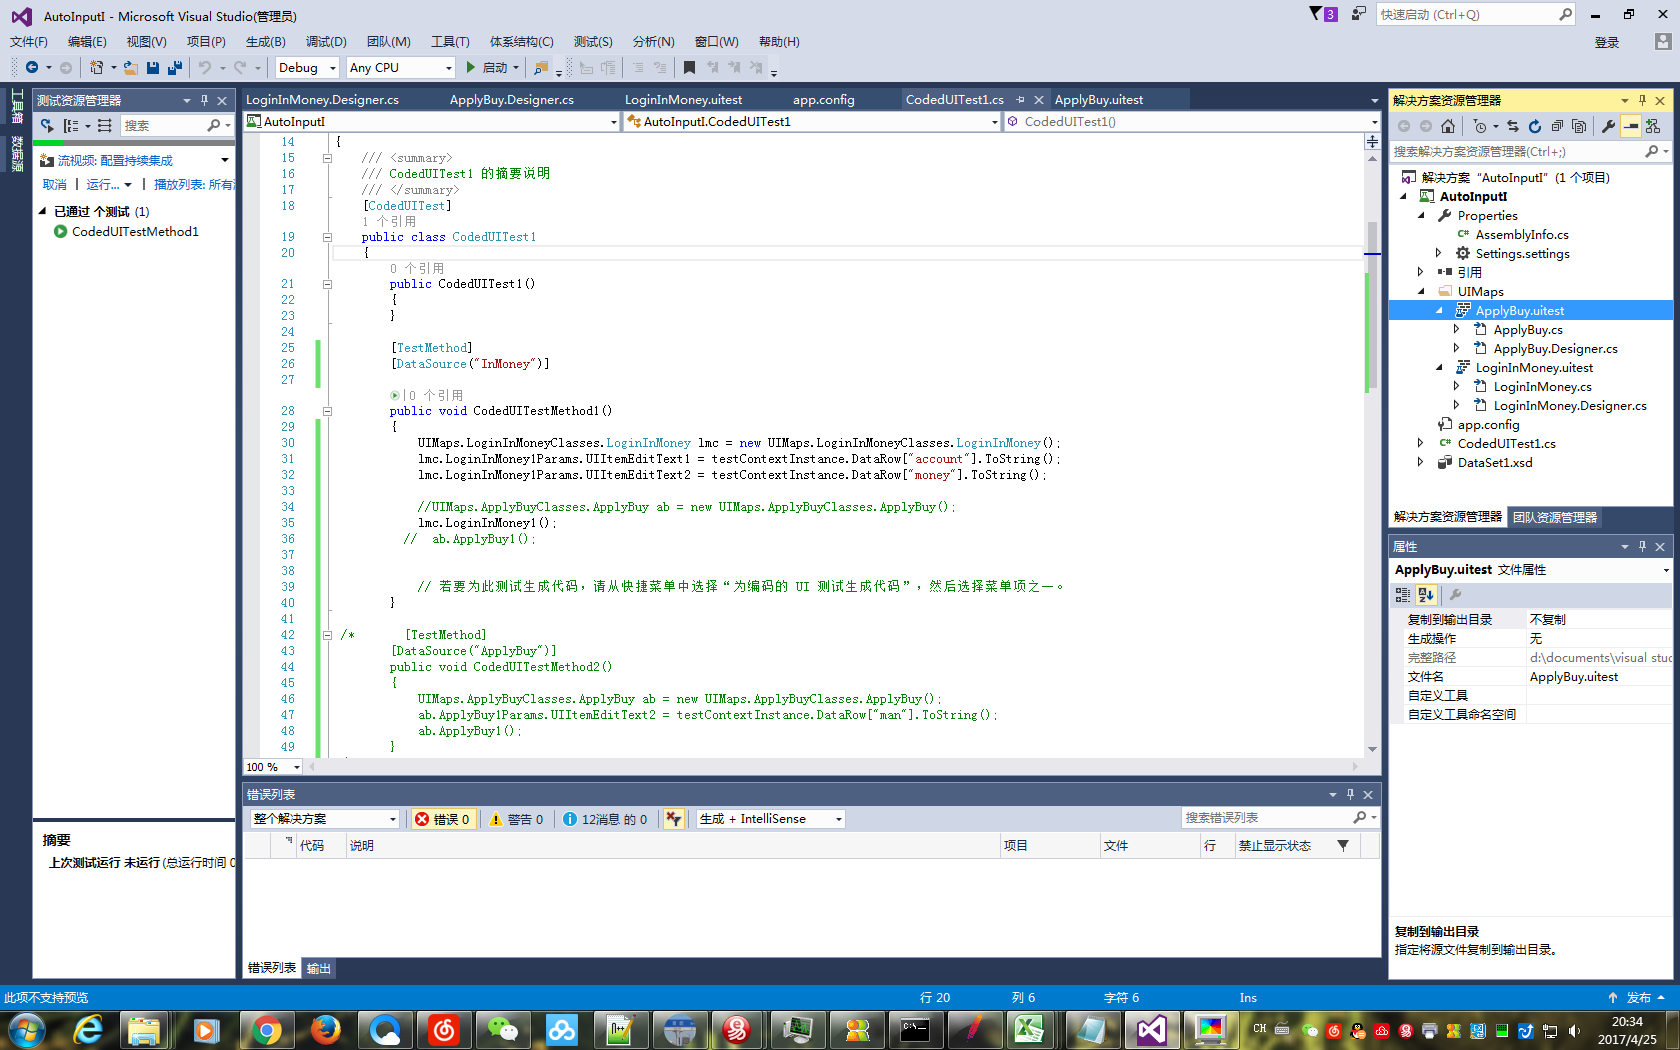 AutoInputI - Microsoft Visual Studio(管理员)
3
快速启动 (Ctrl+Q)
文件(F) 编辑(E) 视图(V) 项目(P) 生成(B) 调试(D) 团队(M) 工具(T) 体系结构(C) 测试(S) 分析(N) 窗口(W) 帮助(H)
登录
Debug Any CPU 启动
工具箱
数据源
测试资源管理器
搜索
流视频: 配置持续集成
取消 | 运行... | 播放列表: 所有
已通过 个测试 (1)
CodedUITestMethod1
摘要
上次测试运行 未运行 (总运行时间 0
LoginInMoney.Designer.cs ApplyBuy.Designer.cs LoginInMoney.uitest app.config CodedUITest1.cs ApplyBuy.uitest
AutoInputI AutoInputI.CodedUITest1 CodedUITest1()
14 {
15 /// <summary>
16 /// CodedUITest1 的摘要说明
17 /// </summary>
18 [CodedUITest]
1 个引用
19 public class CodedUITest1
20 {
0 个引用
21 public CodedUITest1()
22 {
23 }
24
25 [TestMethod]
26 [DataSource("InMoney")]
27
|0 个引用
28 public void CodedUITestMethod1()
29 {
30 UIMaps.LoginInMoneyClasses.LoginInMoney lmc = new UIMaps.LoginInMoneyClasses.LoginInMoney();
31 lmc.LoginInMoney1Params.UIItemEditText1 = testContextInstance.DataRow["account"].ToString();
32 lmc.LoginInMoney1Params.UIItemEditText2 = testContextInstance.DataRow["money"].ToString();
33
34 //UIMaps.ApplyBuyClasses.ApplyBuy ab = new UIMaps.ApplyBuyClasses.ApplyBuy();
35 lmc.LoginInMoney1();
36 // ab.ApplyBuy1();
37
38
39 // 若要为此测试生成代码，请从快捷菜单中选择“为编码的 UI 测试生成代码”，然后选择菜单项之一。
40 }
41
42 /* [TestMethod]
43 [DataSource("ApplyBuy")]
44 public void CodedUITestMethod2()
45 {
46 UIMaps.ApplyBuyClasses.ApplyBuy ab = new UIMaps.ApplyBuyClasses.ApplyBuy();
47 ab.ApplyBuy1Params.UIItemEditText2 = testContextInstance.DataRow["man"].ToString();
48 ab.ApplyBuy1();
49 }
100 %
错误列表
整个解决方案 错误 0 警告 0 12消息 的 0 生成 + IntelliSense 搜索错误列表
代码 说明 项目 文件 行 禁止显示状态
错误列表 输出
解决方案资源管理器
搜索解决方案资源管理器(Ctrl+;)
解决方案 "AutoInputI" (1 个项目)
AutoInputI
Properties
AssemblyInfo.cs
Settings.settings
引用
UIMaps
ApplyBuy.uitest
ApplyBuy.cs
ApplyBuy.Designer.cs
LoginInMoney.uitest
LoginInMoney.cs
LoginInMoney.Designer.cs
app.config
CodedUITest1.cs
DataSet1.xsd
解决方案资源管理器 团队资源管理器
属性
ApplyBuy.uitest 文件属性
复制到输出目录 不复制
生成操作 无
完整路径 d:\documents\visual stuc
文件名 ApplyBuy.uitest
自定义工具
自定义工具命名空间
复制到输出目录
指定将源文件复制到输出目录。
此项不支持预览 行 20 列 6 字符 6 Ins 发布
CH
20:34
2017/4/25